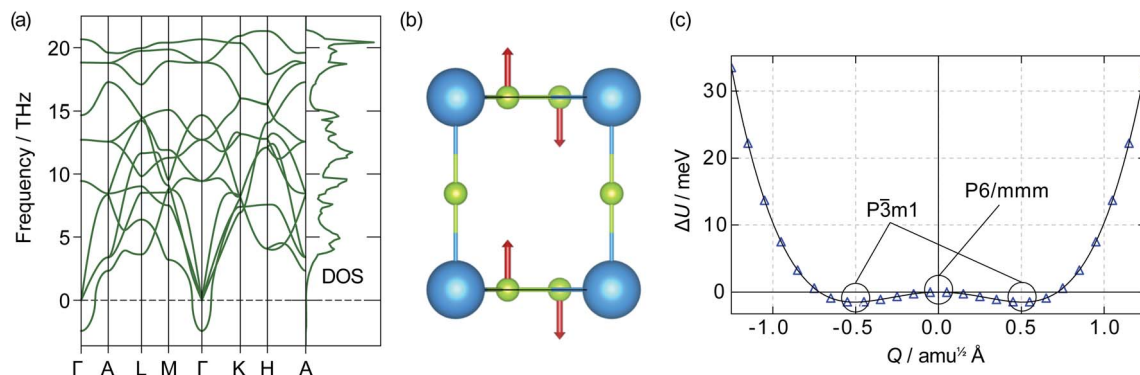 (a)
Frequency / THz
20
15
10
5
0
Γ A L M Γ K H A
DOS
(b)
(c)
ΔU / meV
30
20
10
0
P6/mmm
P3̅m1
-1.0 -0.5 0.0 0.5 1.0
Q / amu½ Å